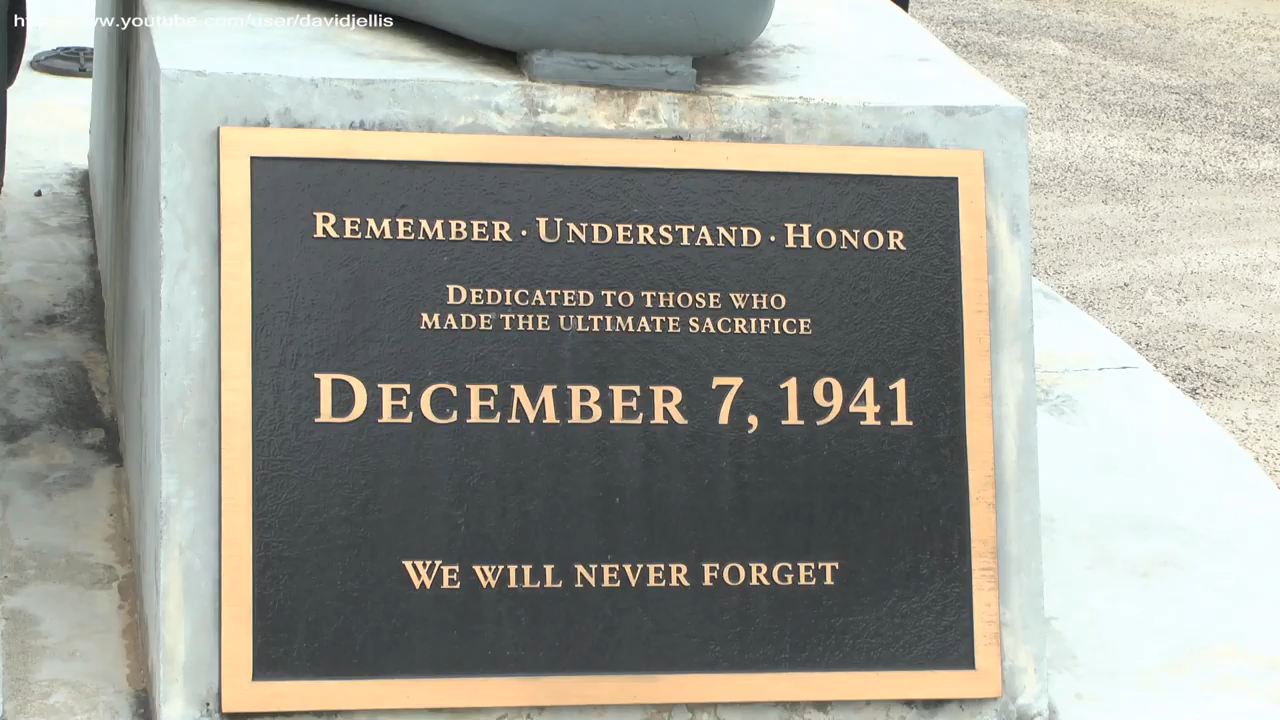 http://www.youtube.com/user/davidjellis
REMEMBER · UNDERSTAND · HONOR
DEDICATED TO THOSE WHO
MADE THE ULTIMATE SACRIFICE
DECEMBER 7, 1941
WE WILL NEVER FORGET